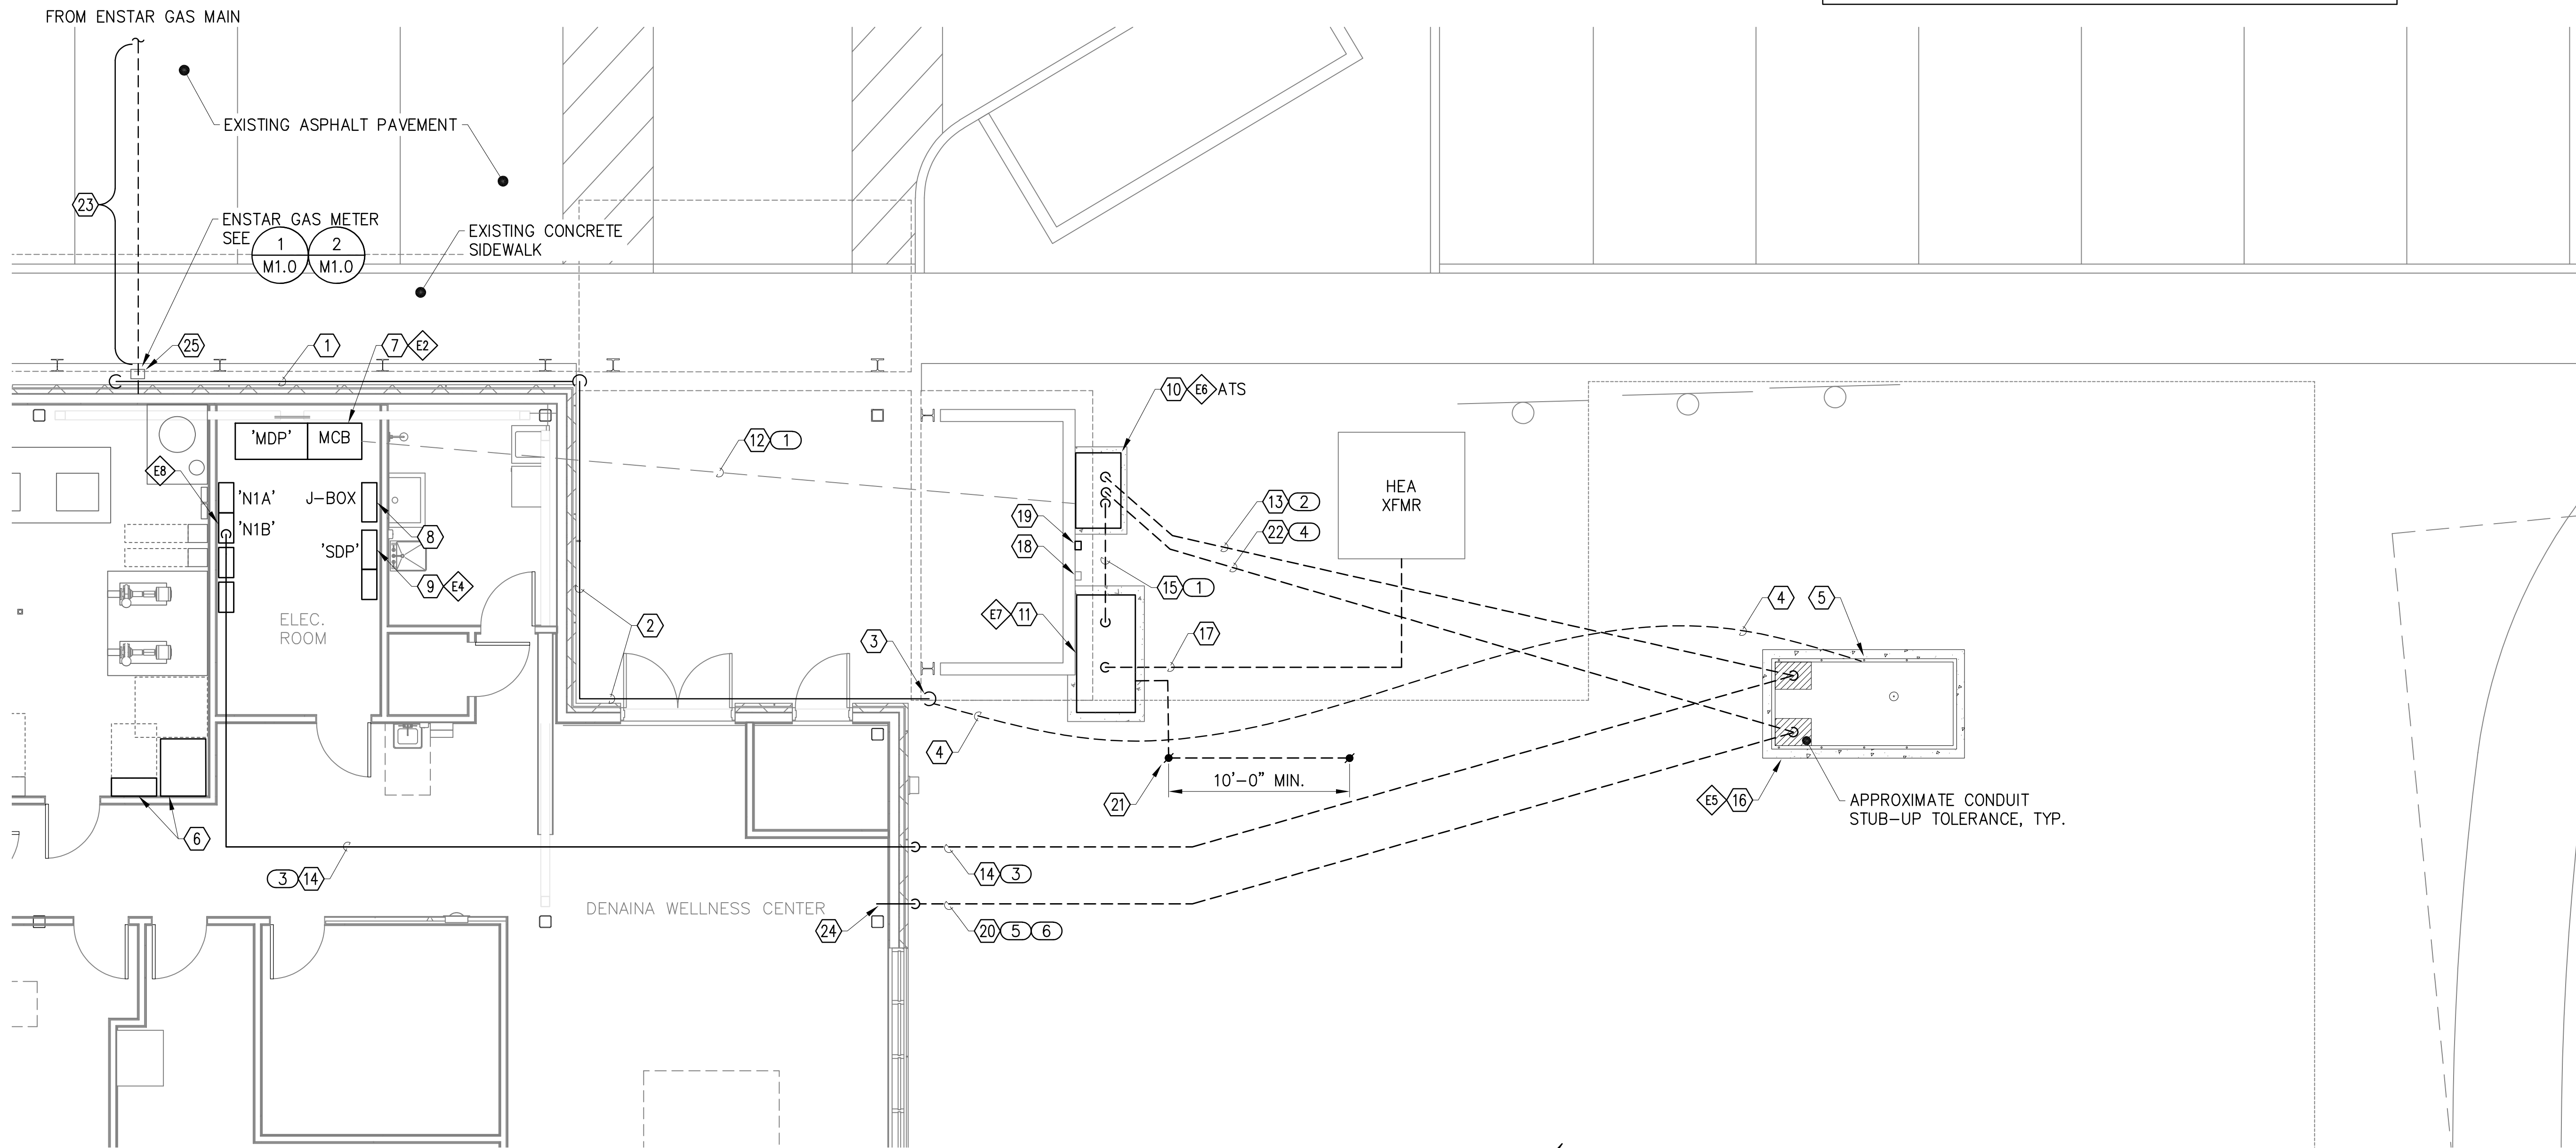 FROM ENSTAR GAS MAIN
EXISTING ASPHALT PAVEMENT
23
ENSTAR GAS METER
SEE
1
M1.0
2
M1.0
EXISTING CONCRETE
SIDEWALK
25
1
7
E2
10
E6
ATS
'MDP'
MCB
12
1
E8
'N1A'
J-BOX
'N1B'
8
'SDP'
9
E4
HEA
XFMR
13
2
22
4
19
18
15
1
ELEC.
ROOM
2
3
E7
11
17
4
5
4
21
10'-0" MIN.
E5
16
APPROXIMATE CONDUIT
STUB-UP TOLERANCE, TYP.
6
3
14
14
3
DENAINA WELLNESS CENTER
24
20
5
6